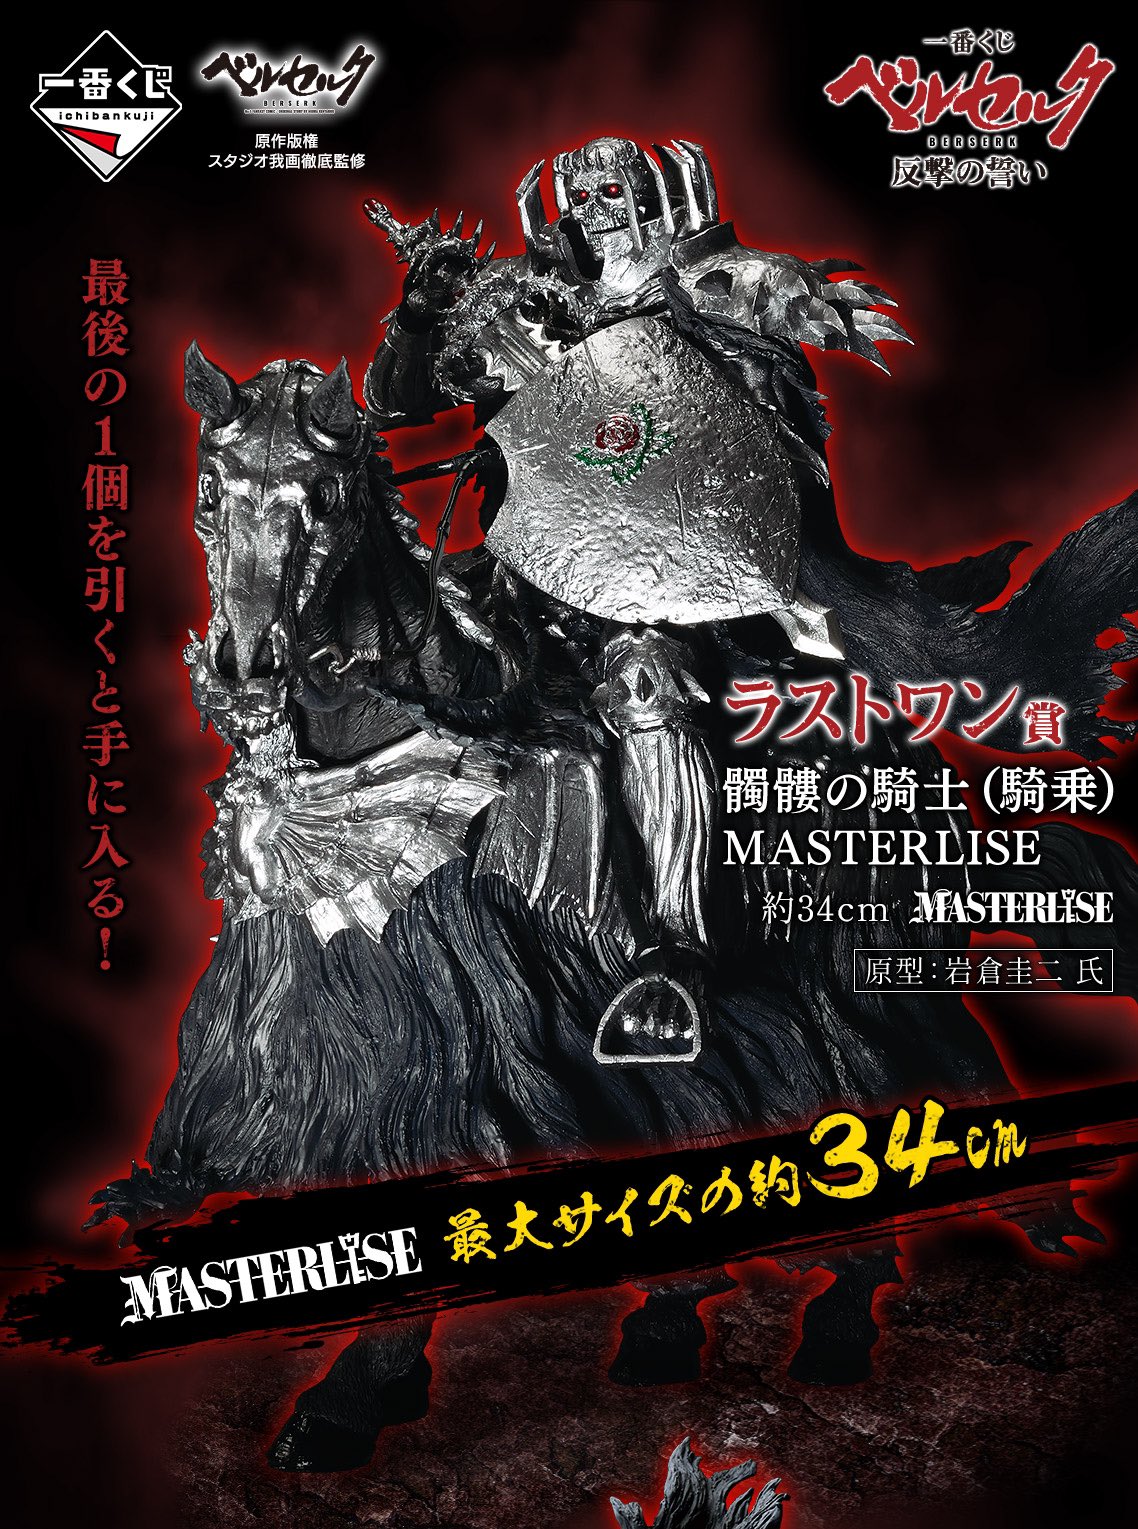 一番くじ
ichibankuji
ベルセルク
BERSERK
原作版権
スタジオ我画徹底監修
一番くじ
ベルセルク
BERSERK
反撃の誓い
最後の1個を引くと手に入る!
ラストワン賞
髑髏の騎士(騎乗)
MASTERLISE
約34cm MASTERLISE
原型:岩倉圭二 氏
MASTERLISE 最大サイズの約34cm